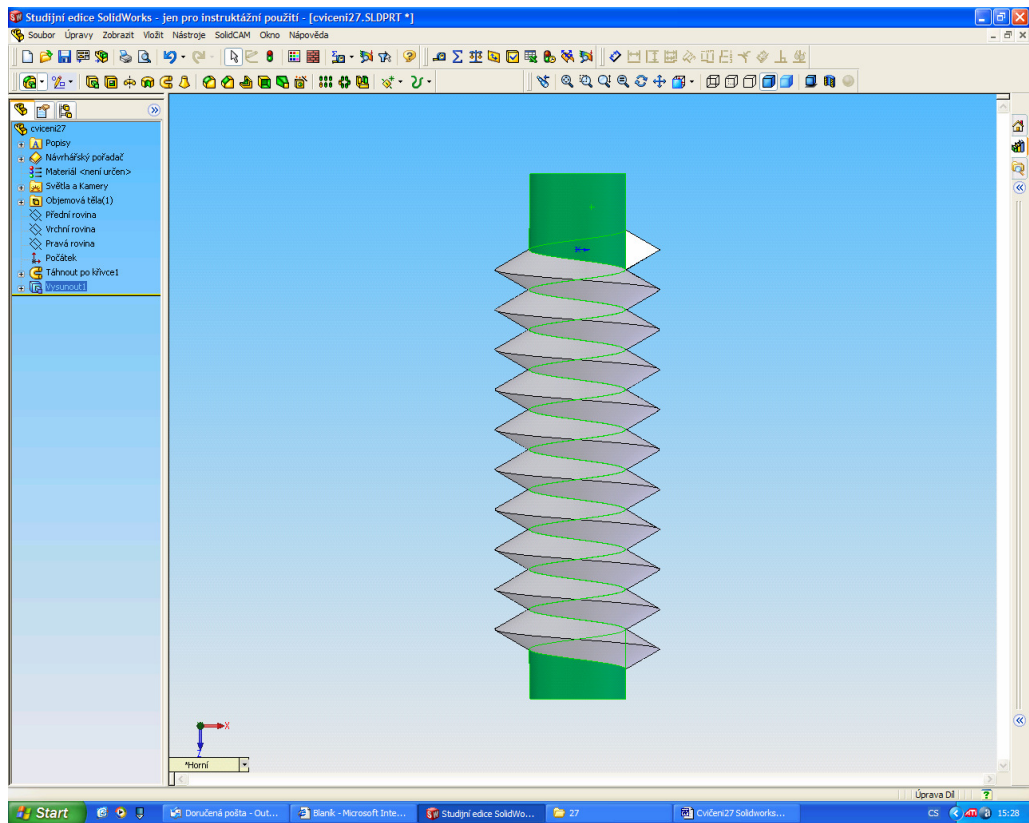 Studijní edice SolidWorks - jen pro instruktážní použití - [cviceni27.SLDPRT *]
Soubor Úpravy Zobrazit Vložit Nástroje SolidCAM Okno Nápověda
cviceni27
Popisy
Návrhářský pořadač
Materiál <není určen>
Světla a Kamery
Objemová těla(1)
Přední rovina
Vrchní rovina
Pravá rovina
Počátek
Táhnout po křivce1
Vysunout1
X
Z
*Horní
Úprava Díl
Start
Doručená pošta - Out...
Blaník - Microsoft Inte...
Studijní edice SolidWo...
27
Cvičeni27 Solidworks...
CS
15:28